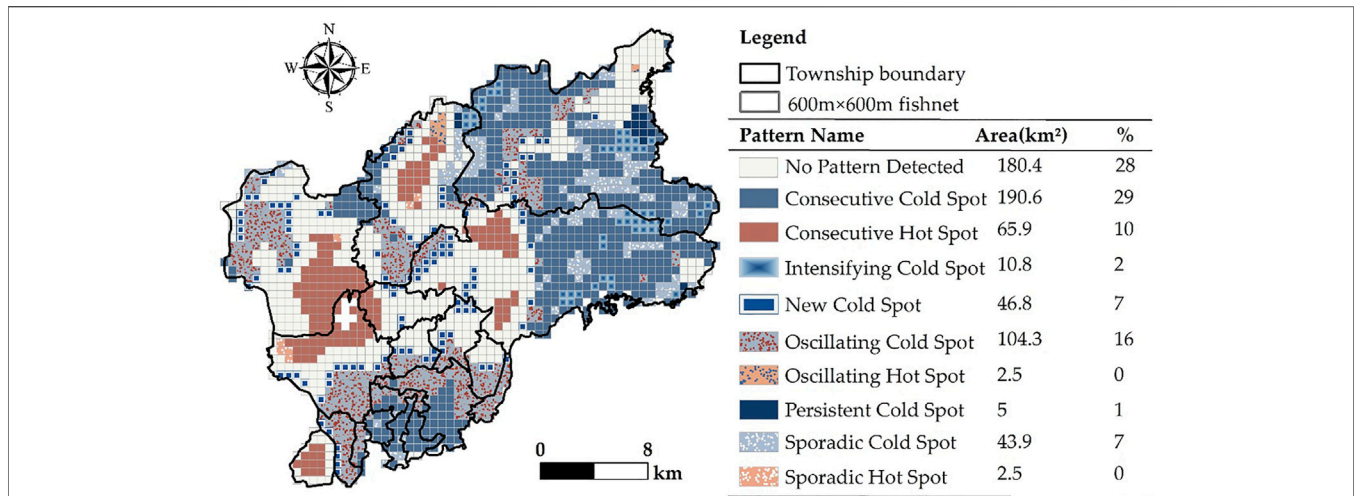 N
W E
S
0 8
km
Legend
Township boundary
600m×600m fishnet
Pattern Name Area(km²) %
No Pattern Detected 180.4 28
Consecutive Cold Spot 190.6 29
Consecutive Hot Spot 65.9 10
Intensifying Cold Spot 10.8 2
New Cold Spot 46.8 7
Oscillating Cold Spot 104.3 16
Oscillating Hot Spot 2.5 0
Persistent Cold Spot 5 1
Sporadic Cold Spot 43.9 7
Sporadic Hot Spot 2.5 0